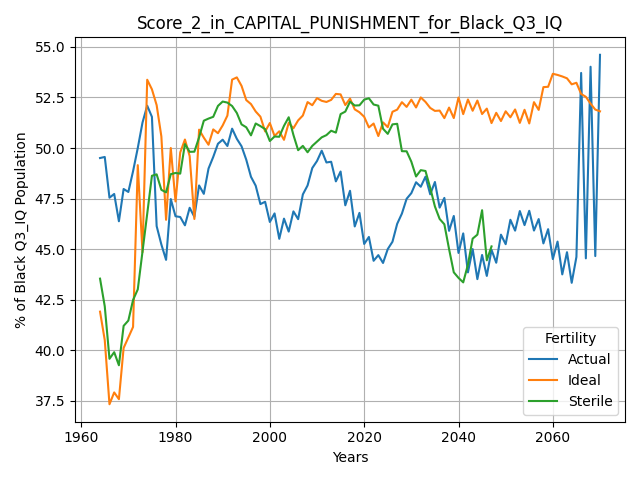 Score_2_in_CAPITAL_PUNISHMENT_for_Black_Q3_IQ
% of Black Q3_IQ Population
55.0
52.5
50.0
47.5
45.0
42.5
40.0
37.5
Fertility
Actual
Ideal
Sterile
1960 1980 2000 2020 2040 2060
Years